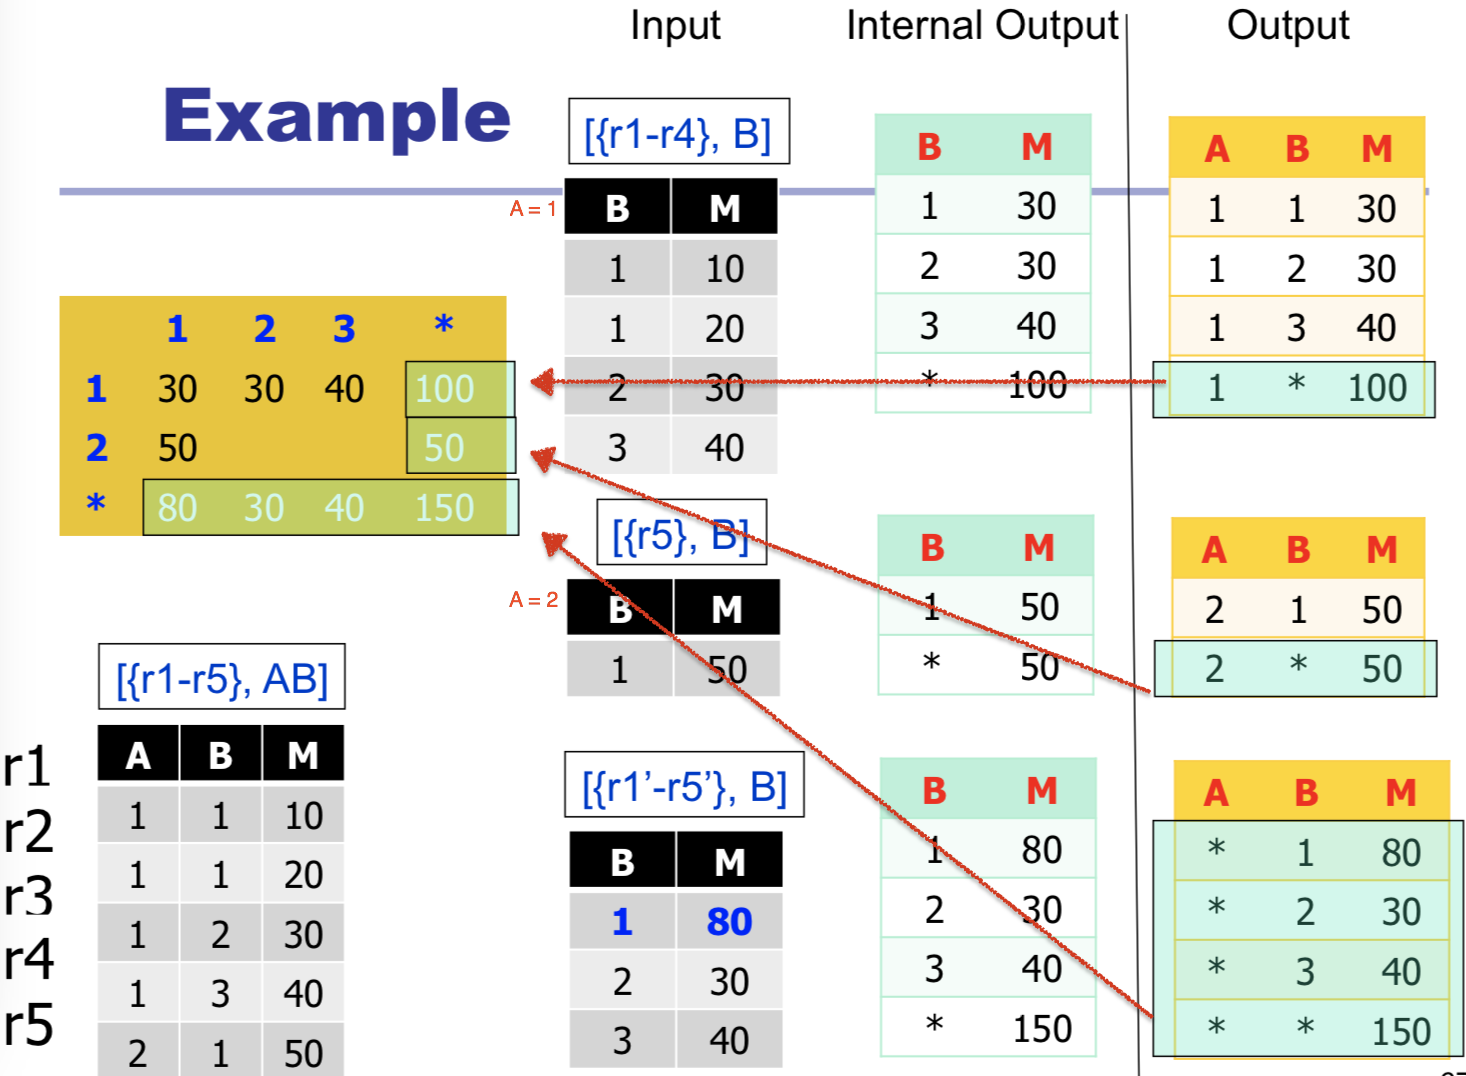 Input Internal Output Output
Example
[{r1-r4}, B]
A = 1
B M
1 10
1 20
2 30
3 40
B M
1 30
2 30
3 40
* 100
A B M
1 1 30
1 2 30
1 3 40
1 * 100
1 2 3 *
1 30 30 40 100
2 50 50
* 80 30 40 150
[{r5}, B]
A = 2
B M
1 50
B M
1 50
* 50
A B M
2 1 50
2 * 50
[{r1-r5}, AB]
A B M
r1 1 1 10
r2 1 1 20
r3 1 2 30
r4 1 3 40
r5 2 1 50
[{r1’-r5’}, B]
B M
1 80
2 30
3 40
B M
1 80
2 30
3 40
* 150
A B M
* 1 80
* 2 30
* 3 40
* * 150